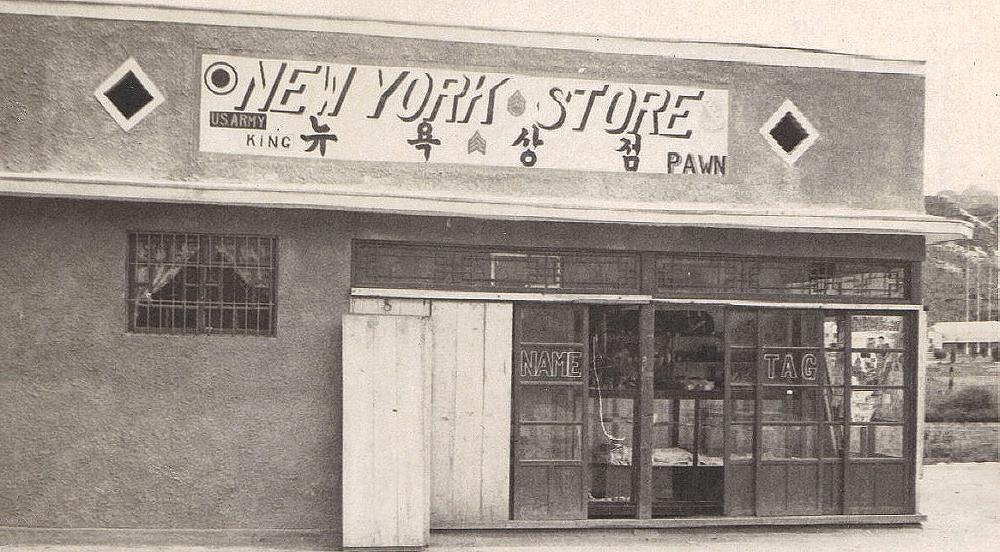 NEW YORK STORE
US ARMY
KING 뉴 욕 상 점 PAWN
NAME TAG